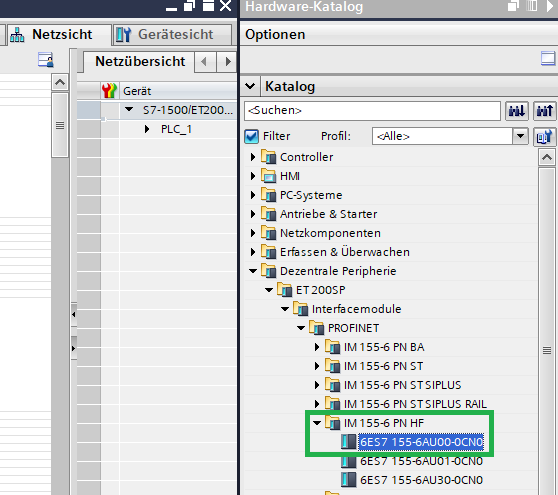 Hardware-Katalog
Netzsicht
Gerätesicht
Optionen
Netzübersicht
Gerät
S7-1500/ET200...
PLC_1
Katalog
<Suchen>
Filter
Profil:
<Alle>
Controller
HMI
PC-Systeme
Antriebe & Starter
Netzkomponenten
Erfassen & Überwachen
Dezentrale Peripherie
ET 200SP
Interfacemodule
PROFINET
IM 155-6 PN BA
IM 155-6 PN ST
IM 155-6 PN ST SIPLUS
IM 155-6 PN ST SIPLUS RAIL
IM 155-6 PN HF
6ES7 155-6AU00-0CN0
6ES7 155-6AU01-0CN0
6ES7 155-6AU30-0CN0